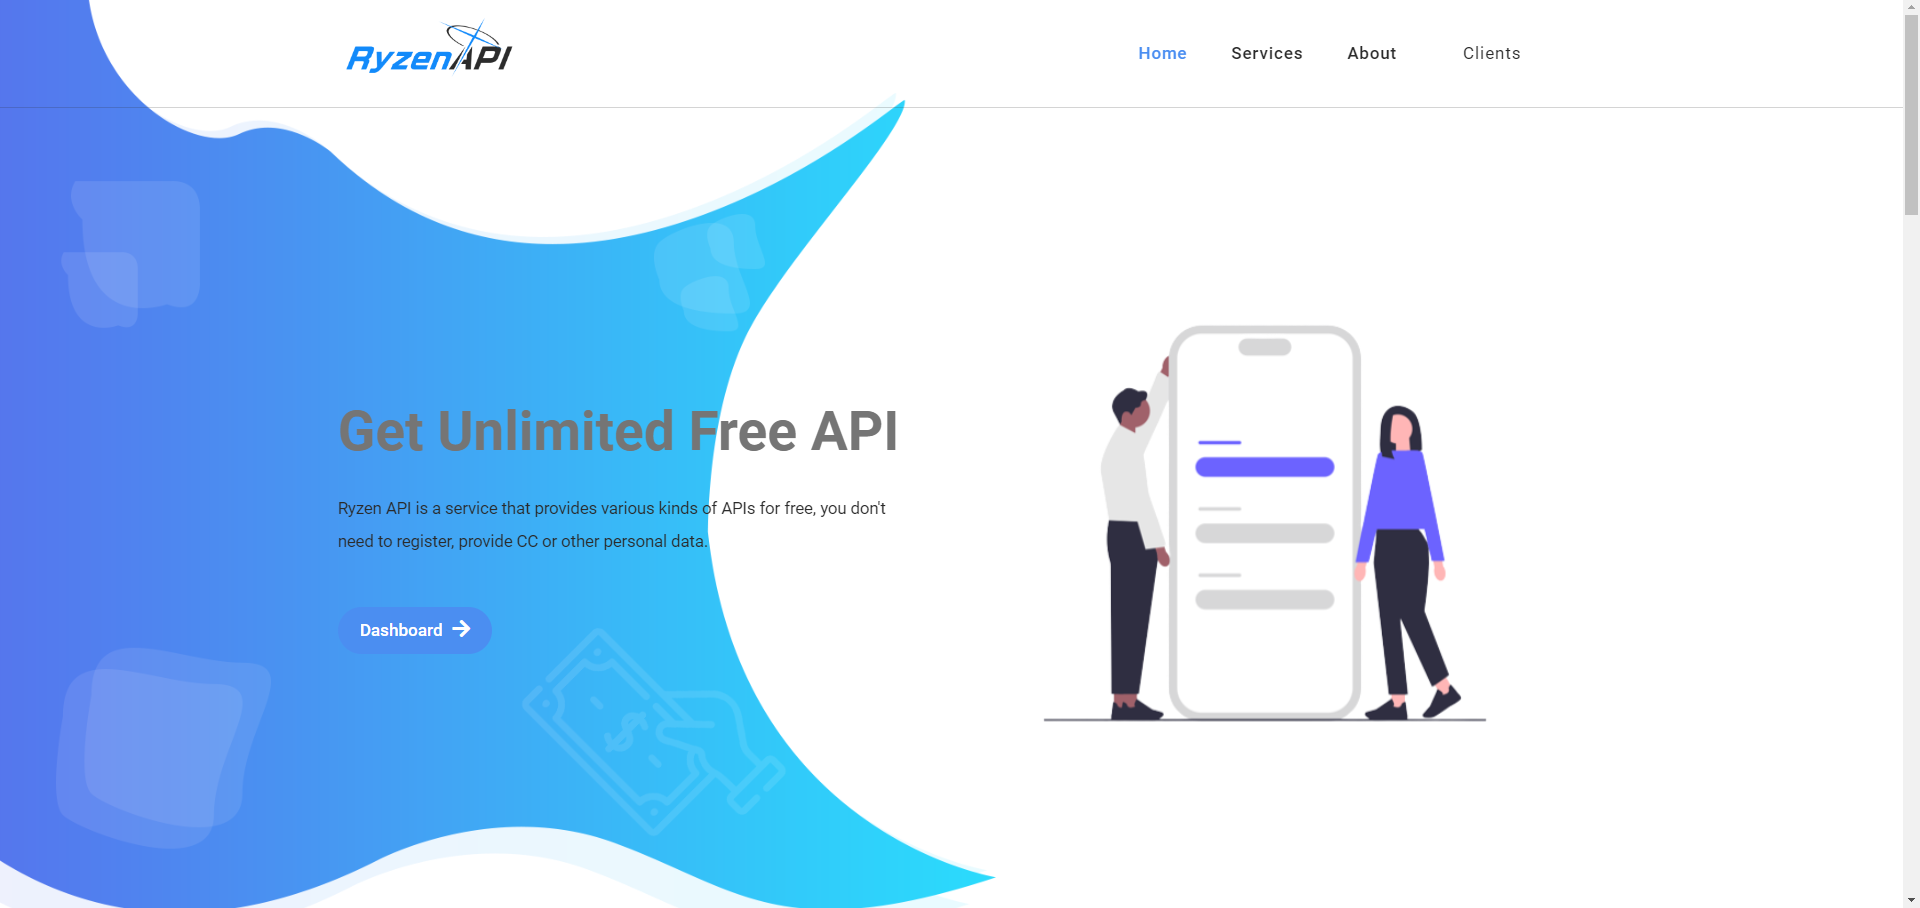 RyzenAPI
Home Services About Clients
Get Unlimited Free API
Ryzen API is a service that provides various kinds of APIs for free, you don't
need to register, provide CC or other personal data.
Dashboard